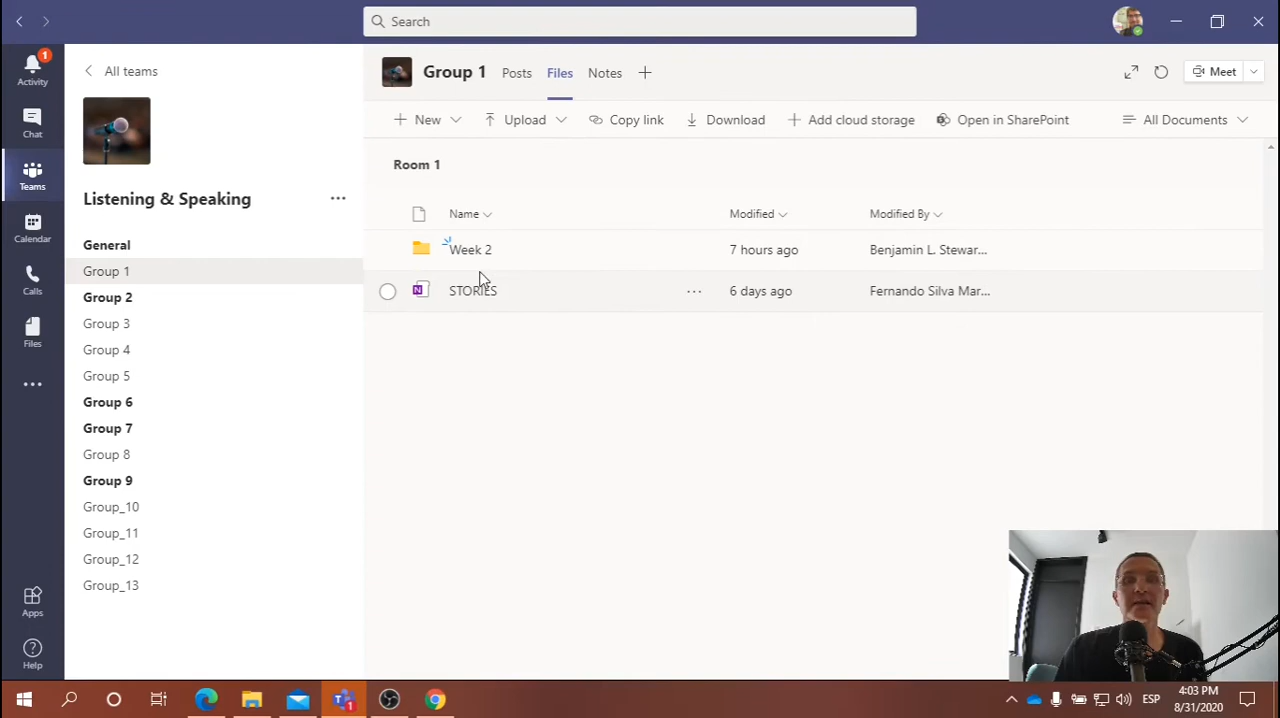 Search
1
Activity
Chat
Teams
Calendar
Calls
Files
Apps
Help
All teams
Listening & Speaking
General
Group 1
Group 2
Group 3
Group 4
Group 5
Group 6
Group 7
Group 8
Group 9
Group_10
Group_11
Group_12
Group_13
Group 1 Posts Files Notes
Meet
New Upload Copy link Download Add cloud storage Open in SharePoint All Documents
Room 1
Name Modified Modified By
Week 2 7 hours ago Benjamin L. Stewar...
N STORIES 6 days ago Fernando Silva Mar...
1
ESP
4:03 PM
8/31/2020